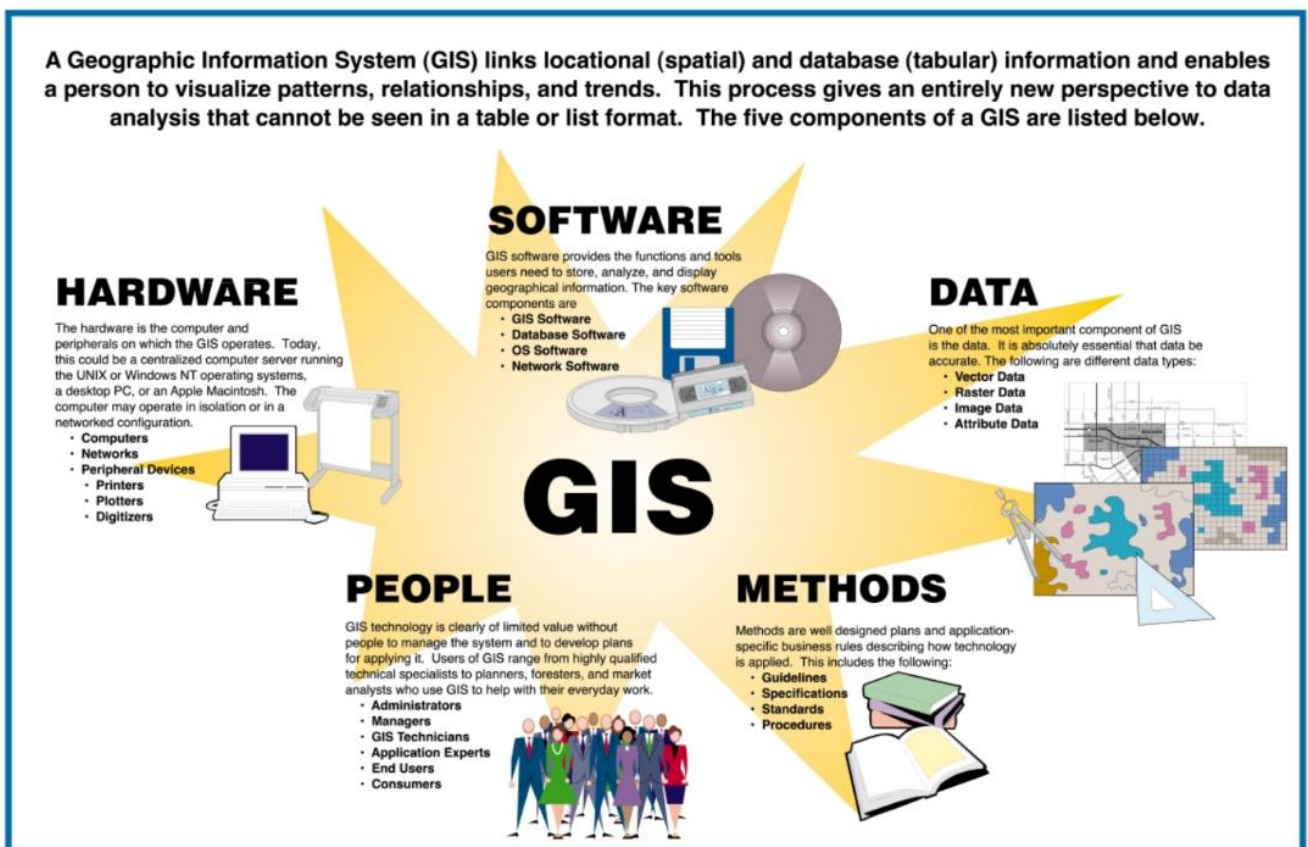 A Geographic Information System (GIS) links locational (spatial) and database (tabular) information and enables
a person to visualize patterns, relationships, and trends. This process gives an entirely new perspective to data
analysis that cannot be seen in a table or list format. The five components of a GIS are listed below.
HARDWARE
The hardware is the computer and
peripherals on which the GIS operates. Today,
this could be a centralized computer server running
the UNIX or Windows NT operating systems,
a desktop PC, or an Apple Macintosh. The
computer may operate in isolation or in a
networked configuration.
• Computers
• Networks
• Peripheral Devices
• Printers
• Plotters
• Digitizers
SOFTWARE
GIS software provides the functions and tools
users need to store, analyze, and display
geographical information. The key software
components are
• GIS Software
• Database Software
• OS Software
• Network Software
DATA
One of the most important component of GIS
is the data. It is absolutely essential that data be
accurate. The following are different data types:
• Vector Data
• Raster Data
• Image Data
• Attribute Data
GIS
PEOPLE
GIS technology is clearly of limited value without
people to manage the system and to develop plans
for applying it. Users of GIS range from highly qualified
technical specialists to planners, foresters, and market
analysts who use GIS to help with their everyday work.
• Administrators
• Managers
• GIS Technicians
• Application Experts
• End Users
• Consumers
METHODS
Methods are well designed plans and application-
specific business rules describing how technology
is applied. This includes the following:
• Guidelines
• Specifications
• Standards
• Procedures